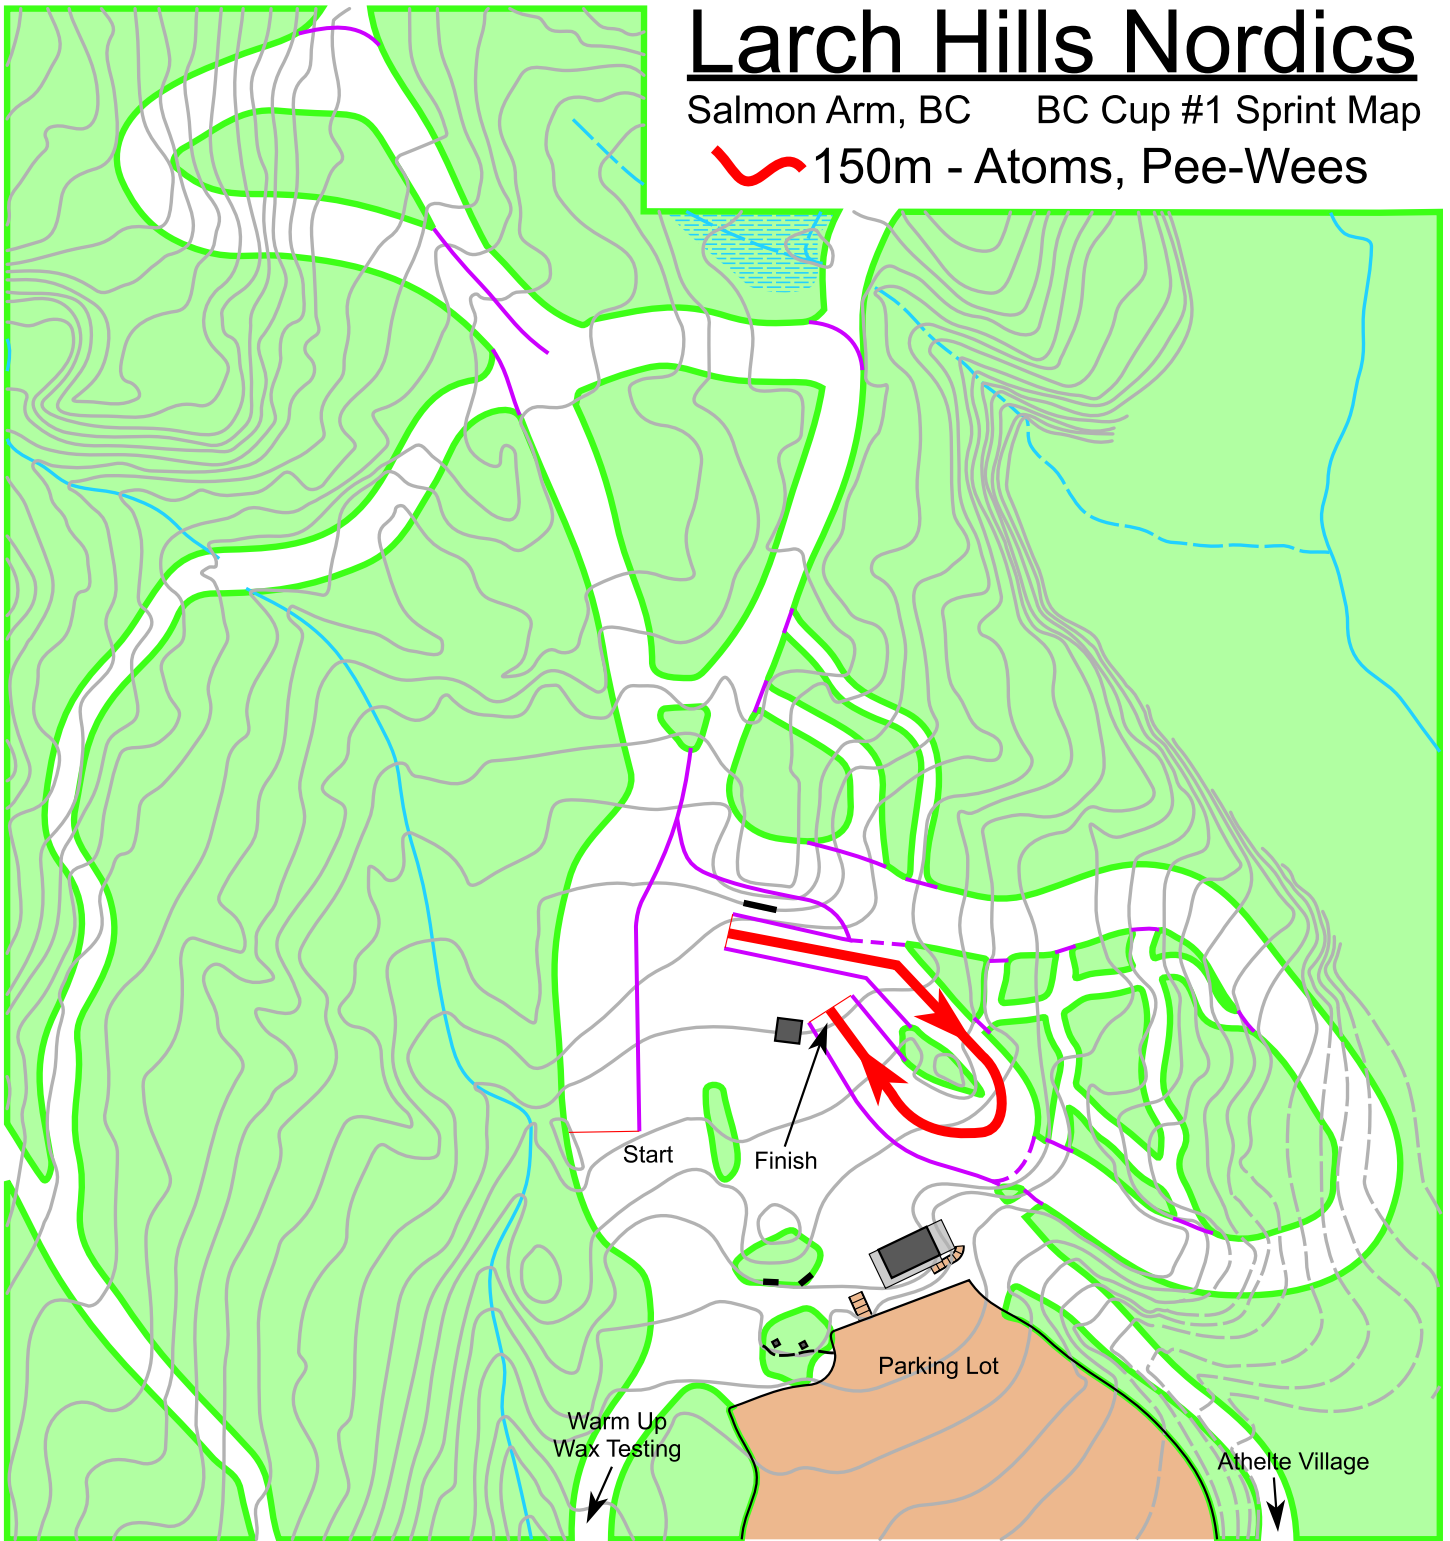 Larch Hills Nordics
Salmon Arm, BC BC Cup #1 Sprint Map
150m - Atoms, Pee-Wees
Start
Finish
Parking Lot
Warm Up
Wax Testing
Athelte Village